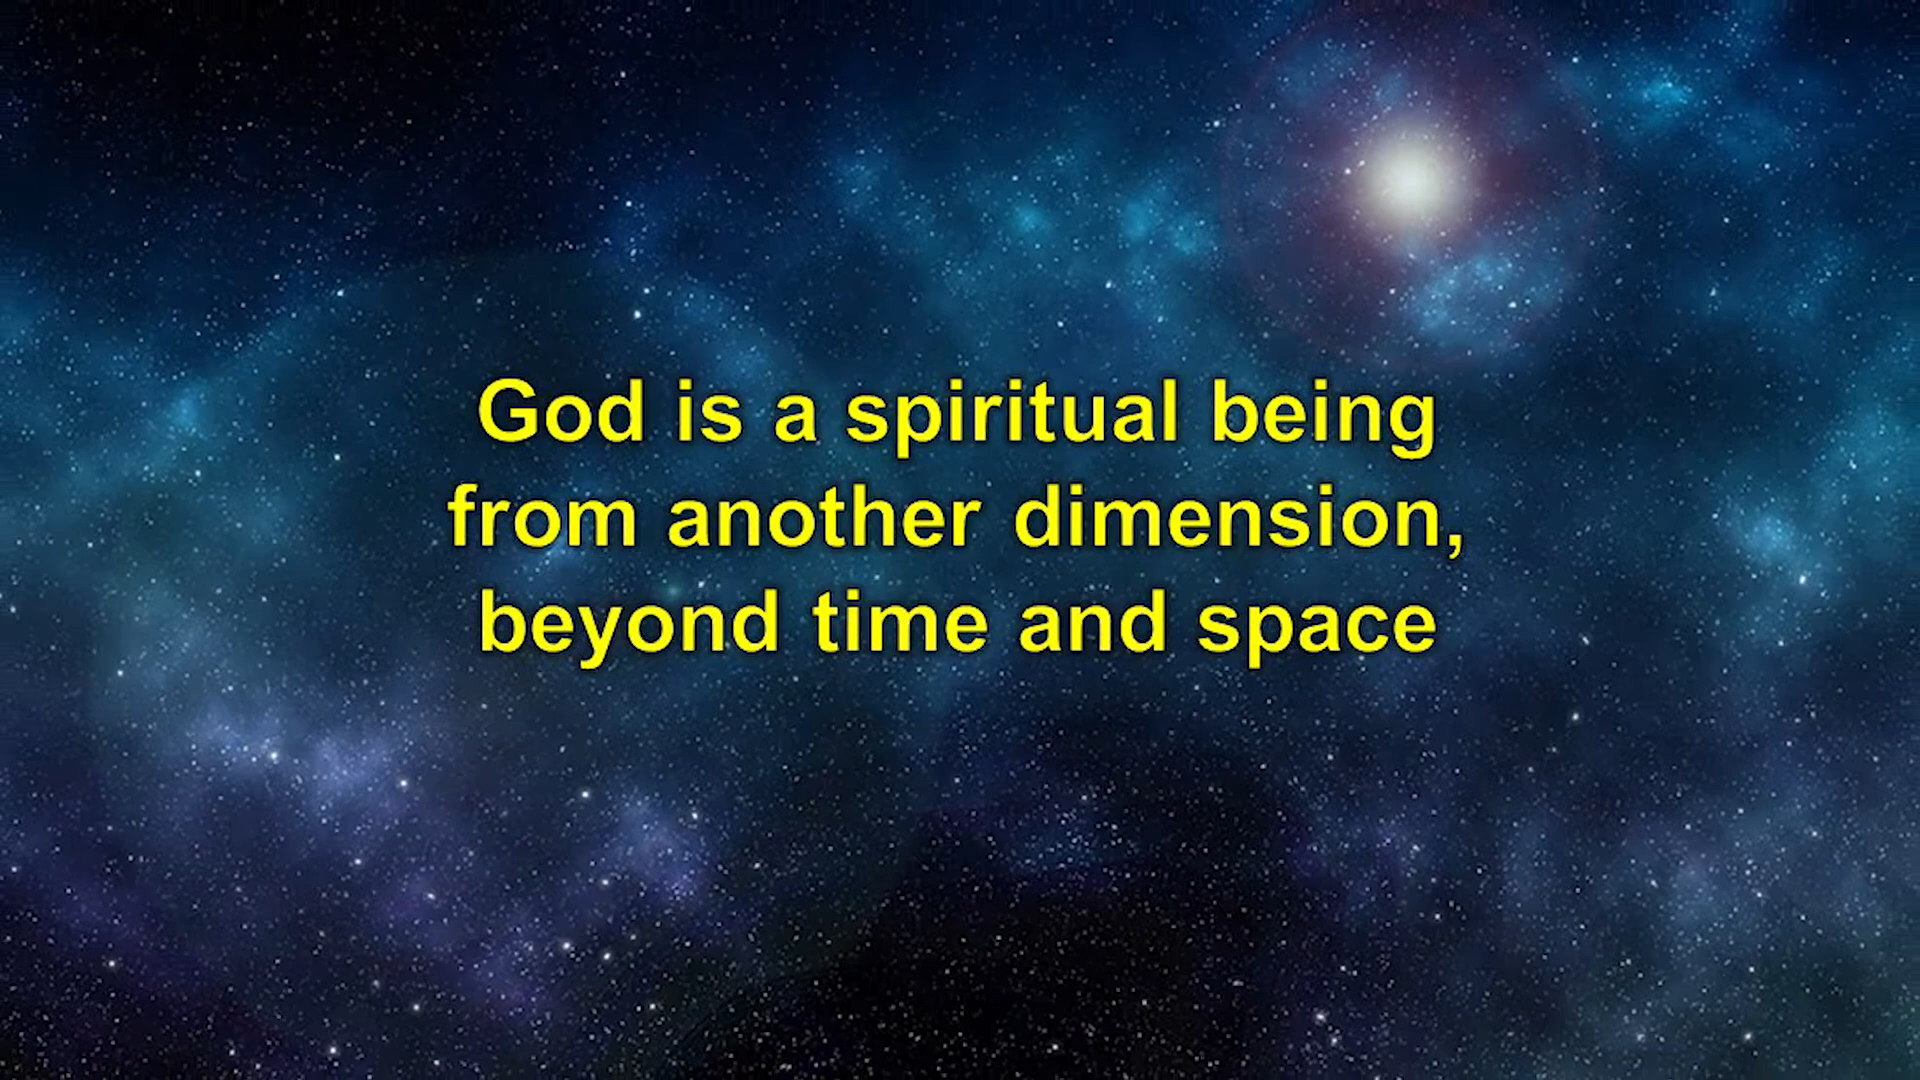 God is a spiritual being
from another dimension,
beyond time and space